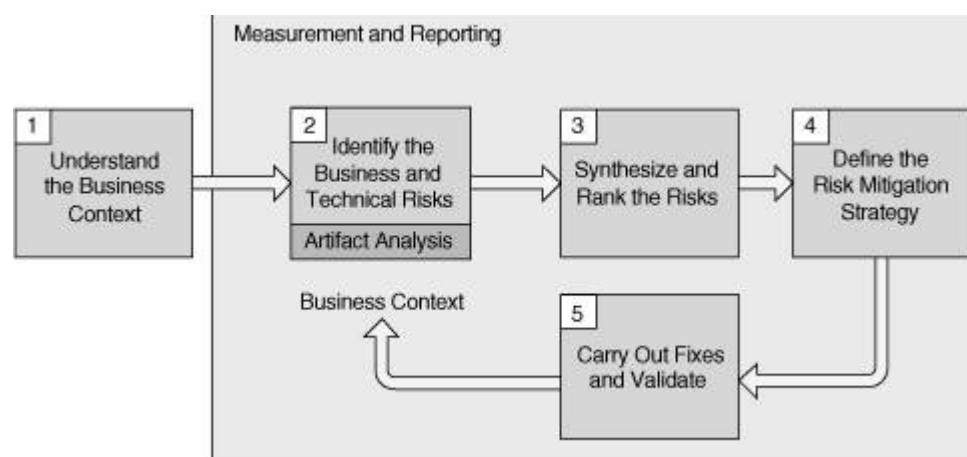 Measurement and Reporting
1
Understand
the Business
Context
2
Identify the
Business and
Technical Risks
Artifact Analysis
3
Synthesize and
Rank the Risks
4
Define the
Risk Mitigation
Strategy
Business Context
5
Carry Out Fixes
and Validate